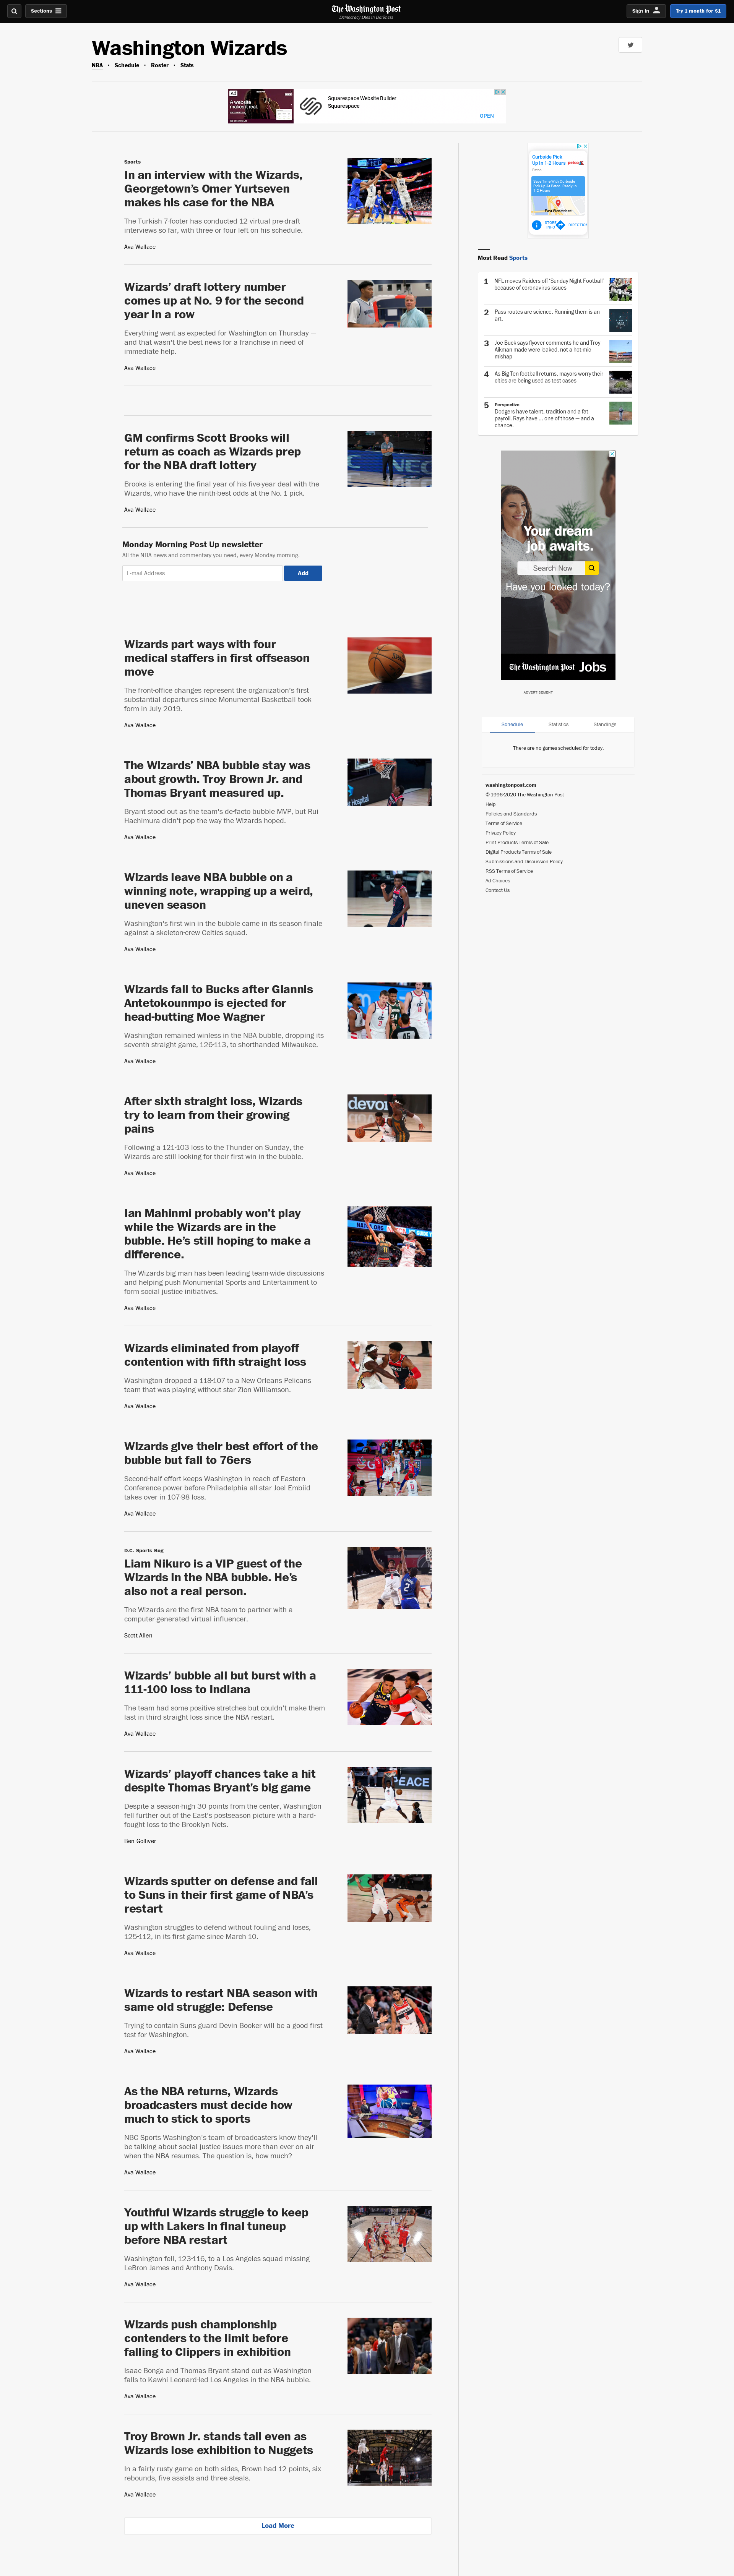 Sections
The Washington Post
Democracy Dies in Darkness
Sign In
Try 1 month for $1
Washington Wizards
NBA • Schedule • Roster • Stats
Ad
A website
makes it real.
Squarespace Website Builder
Squarespace
OPEN
Sports
In an interview with the Wizards,
Georgetown’s Omer Yurtseven
makes his case for the NBA
The Turkish 7-footer has conducted 12 virtual pre-draft
interviews so far, with three or four left on his schedule.
Ava Wallace
Wizards’ draft lottery number
comes up at No. 9 for the second
year in a row
Everything went as expected for Washington on Thursday —
and that wasn't the best news for a franchise in need of
immediate help.
Ava Wallace
GM confirms Scott Brooks will
return as coach as Wizards prep
for the NBA draft lottery
Brooks is entering the final year of his five-year deal with the
Wizards, who have the ninth-best odds at the No. 1 pick.
Ava Wallace
Monday Morning Post Up newsletter
All the NBA news and commentary you need, every Monday morning.
E-mail Address
Add
Wizards part ways with four
medical staffers in first offseason
move
The front-office changes represent the organization's first
substantial departures since Monumental Basketball took
form in July 2019.
Ava Wallace
The Wizards’ NBA bubble stay was
about growth. Troy Brown Jr. and
Thomas Bryant measured up.
Bryant stood out as the team's de-facto bubble MVP, but Rui
Hachimura didn't pop the way the Wizards hoped.
Ava Wallace
Wizards leave NBA bubble on a
winning note, wrapping up a weird,
uneven season
Washington's first win in the bubble came in its season finale
against a skeleton-crew Celtics squad.
Ava Wallace
Wizards fall to Bucks after Giannis
Antetokounmpo is ejected for
head-butting Moe Wagner
Washington remained winless in the NBA bubble, dropping its
seventh straight game, 126-113, to shorthanded Milwaukee.
Ava Wallace
After sixth straight loss, Wizards
try to learn from their growing
pains
Following a 121-103 loss to the Thunder on Sunday, the
Wizards are still looking for their first win in the bubble.
Ava Wallace
Ian Mahinmi probably won’t play
while the Wizards are in the
bubble. He’s still hoping to make a
difference.
The Wizards big man has been leading team-wide discussions
and helping push Monumental Sports and Entertainment to
form social justice initiatives.
Ava Wallace
Wizards eliminated from playoff
contention with fifth straight loss
Washington dropped a 118-107 to a New Orleans Pelicans
team that was playing without star Zion Williamson.
Ava Wallace
Wizards give their best effort of the
bubble but fall to 76ers
Second-half effort keeps Washington in reach of Eastern
Conference power before Philadelphia all-star Joel Embiid
takes over in 107-98 loss.
Ava Wallace
D.C. Sports Bog
Liam Nikuro is a VIP guest of the
Wizards in the NBA bubble. He’s
also not a real person.
The Wizards are the first NBA team to partner with a
computer-generated virtual influencer.
Scott Allen
Wizards’ bubble all but burst with a
111-100 loss to Indiana
The team had some positive stretches but couldn't make them
last in third straight loss since the NBA restart.
Ava Wallace
Wizards’ playoff chances take a hit
despite Thomas Bryant’s big game
Despite a season-high 30 points from the center, Washington
fell further out of the East's postseason picture with a hard-
fought loss to the Brooklyn Nets.
Ben Golliver
Wizards sputter on defense and fall
to Suns in their first game of NBA’s
restart
Washington struggles to defend without fouling and loses,
125-112, in its first game since March 10.
Ava Wallace
Wizards to restart NBA season with
same old struggle: Defense
Trying to contain Suns guard Devin Booker will be a good first
test for Washington.
Ava Wallace
As the NBA returns, Wizards
broadcasters must decide how
much to stick to sports
NBC Sports Washington's team of broadcasters know they'll
be talking about social justice issues more than ever on air
when the NBA resumes. The question is, how much?
Ava Wallace
Youthful Wizards struggle to keep
up with Lakers in final tuneup
before NBA restart
Washington fell, 123-116, to a Los Angeles squad missing
LeBron James and Anthony Davis.
Ava Wallace
Wizards push championship
contenders to the limit before
falling to Clippers in exhibition
Isaac Bonga and Thomas Bryant stand out as Washington
falls to Kawhi Leonard-led Los Angeles in the NBA bubble.
Ava Wallace
Troy Brown Jr. stands tall even as
Wizards lose exhibition to Nuggets
In a fairly rusty game on both sides, Brown had 12 points, six
rebounds, five assists and three steals.
Ava Wallace
Load More
Curbside Pick
Up In 1-2 Hours
petco
Petco
Save Time With Curbside
Pick Up At Petco. Ready In
1-2 Hours
East Wenatchee
STORE
INFO
DIRECTION
Most Read Sports
1 NFL moves Raiders off 'Sunday Night Football'
because of coronavirus issues
2 Pass routes are science. Running them is an
art.
3 Joe Buck says flyover comments he and Troy
Aikman made were leaked, not a hot-mic
mishap
4 As Big Ten football returns, mayors worry their
cities are being used as test cases
5 Perspective
Dodgers have talent, tradition and a fat
payroll. Rays have ... one of those — and a
chance.
Your dream
job awaits.
Search Now
Have you looked today?
The Washington Post Jobs
ADVERTISEMENT
Schedule
Statistics
Standings
There are no games scheduled for today.
washingtonpost.com
© 1996-2020 The Washington Post
Help
Policies and Standards
Terms of Service
Privacy Policy
Print Products Terms of Sale
Digital Products Terms of Sale
Submissions and Discussion Policy
RSS Terms of Service
Ad Choices
Contact Us